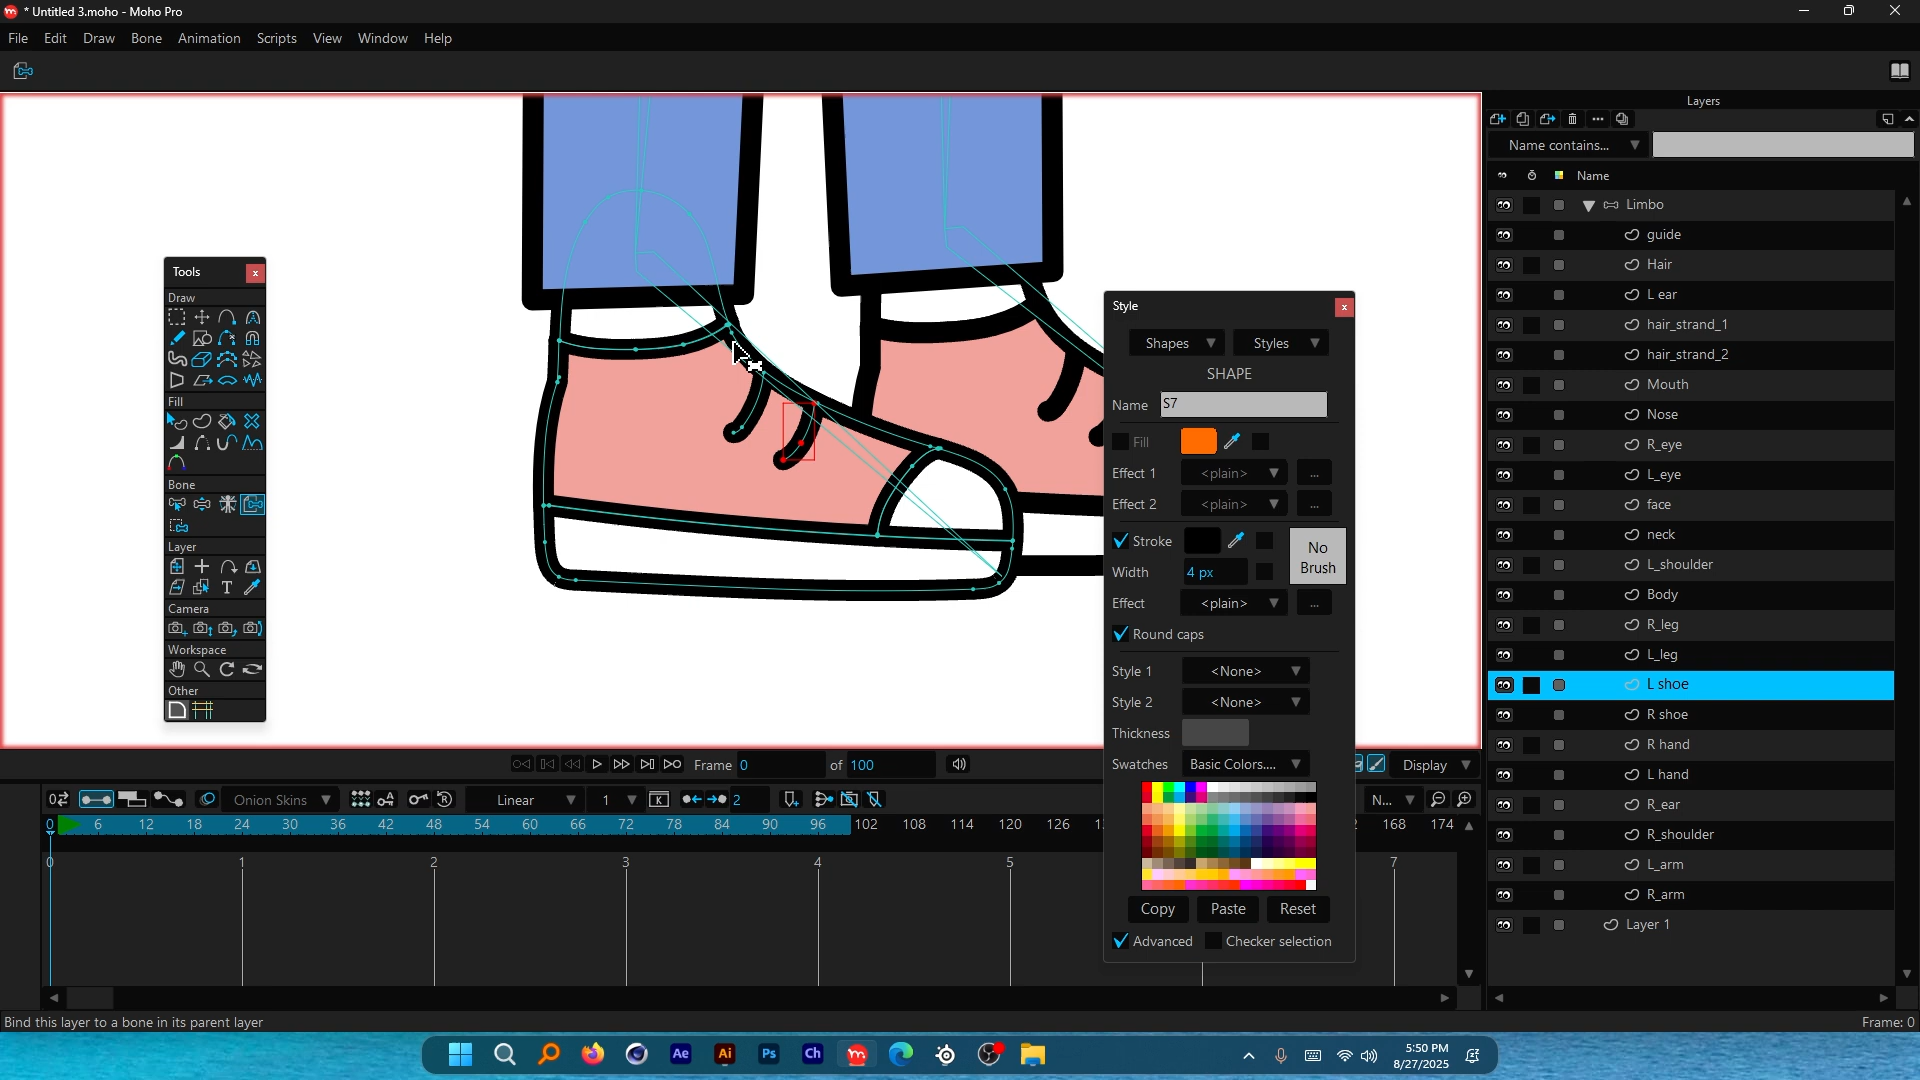 * Untitled 3.moho - Moho Pro
File Edit Draw Bone Animation Scripts View Window Help
Layers
Name contains...
Name
Limbo
guide
Hair
L ear
hair_strand_1
hair_strand_2
Mouth
Nose
R_eye
L_eye
face
neck
L_shoulder
Body
R_leg
L_leg
L shoe
R shoe
R hand
L hand
R_ear
R_shoulder
L_arm
R_arm
Layer 1
Tools
Draw
Fill
Bone
Layer
Camera
Workspace
Other
Style
Shapes Styles
SHAPE
Name S7
Fill
Effect 1 <plain> ...
Effect 2 <plain> ...
Stroke
No Brush
Width 4 px
Effect <plain> ...
Round caps
Style 1 <None>
Style 2 <None>
Thickness
Swatches Basic Colors....
Copy Paste Reset
Advanced Checker selection
Frame 0 of 100
Display
Onion Skins Linear 1 2 N...
0 6 12 18 24 30 36 42 48 54 60 66 72 78 84 90 96 102 108 114 120 126 168 174
0 1 2 3 4 5 7
Bind this layer to a bone in its parent layer
Frame: 0
Ae Ai Ps Ch
5:50 PM
8/27/2025